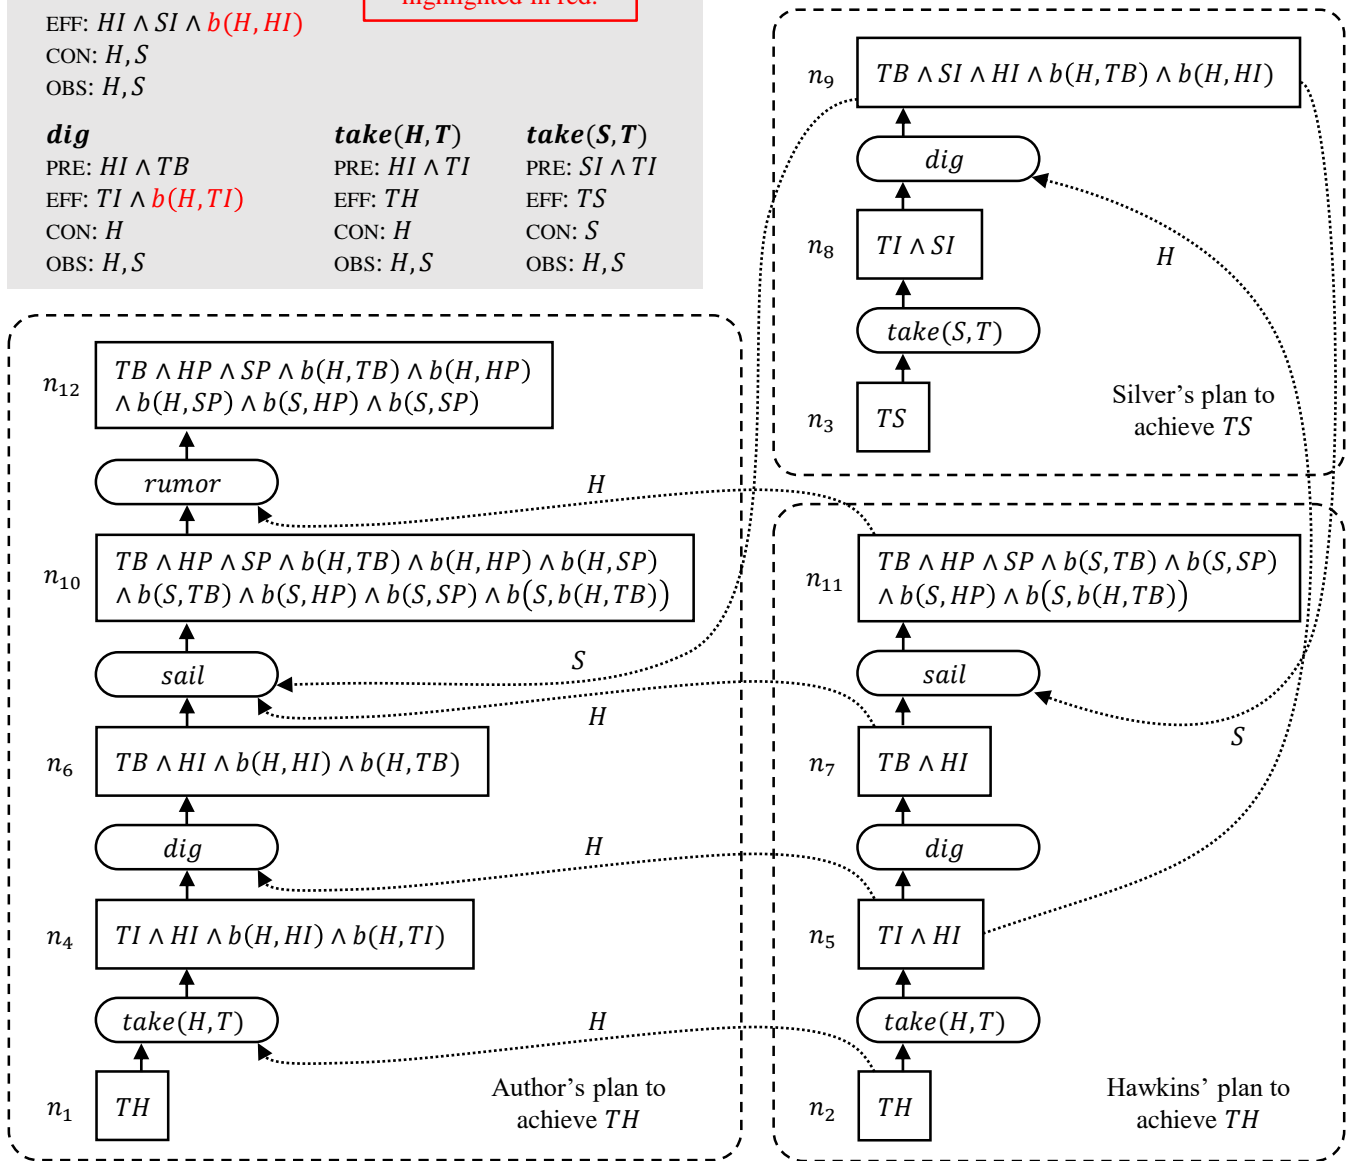 highlighted in red.
EFF: HI ∧ SI ∧ b(H, HI)
CON: H, S
OBS: H, S
dig
PRE: HI ∧ TB
EFF: TI ∧ b(H, TI)
CON: H
OBS: H, S
take(H, T)
PRE: HI ∧ TI
EFF: TH
CON: H
OBS: H, S
take(S, T)
PRE: SI ∧ TI
EFF: TS
CON: S
OBS: H, S
n9
TB ∧ SI ∧ HI ∧ b(H, TB) ∧ b(H, HI)
dig
n8
TI ∧ SI
H
take(S, T)
n3
TS
Silver's plan to
achieve TS
n12
TB ∧ HP ∧ SP ∧ b(H, TB) ∧ b(H, HP)
∧ b(H, SP) ∧ b(S, HP) ∧ b(S, SP)
rumor
H
n10
TB ∧ HP ∧ SP ∧ b(H, TB) ∧ b(H, HP) ∧ b(H, SP)
∧ b(S, TB) ∧ b(S, HP) ∧ b(S, SP) ∧ b(S, b(H, TB))
sail
S
H
n6
TB ∧ HI ∧ b(H, HI) ∧ b(H, TB)
dig
H
n4
TI ∧ HI ∧ b(H, HI) ∧ b(H, TI)
take(H, T)
H
n1
TH
Author's plan to
achieve TH
n11
TB ∧ HP ∧ SP ∧ b(S, TB) ∧ b(S, SP)
∧ b(S, HP) ∧ b(S, b(H, TB))
sail
S
n7
TB ∧ HI
dig
n5
TI ∧ HI
take(H, T)
n2
TH
Hawkins' plan to
achieve TH